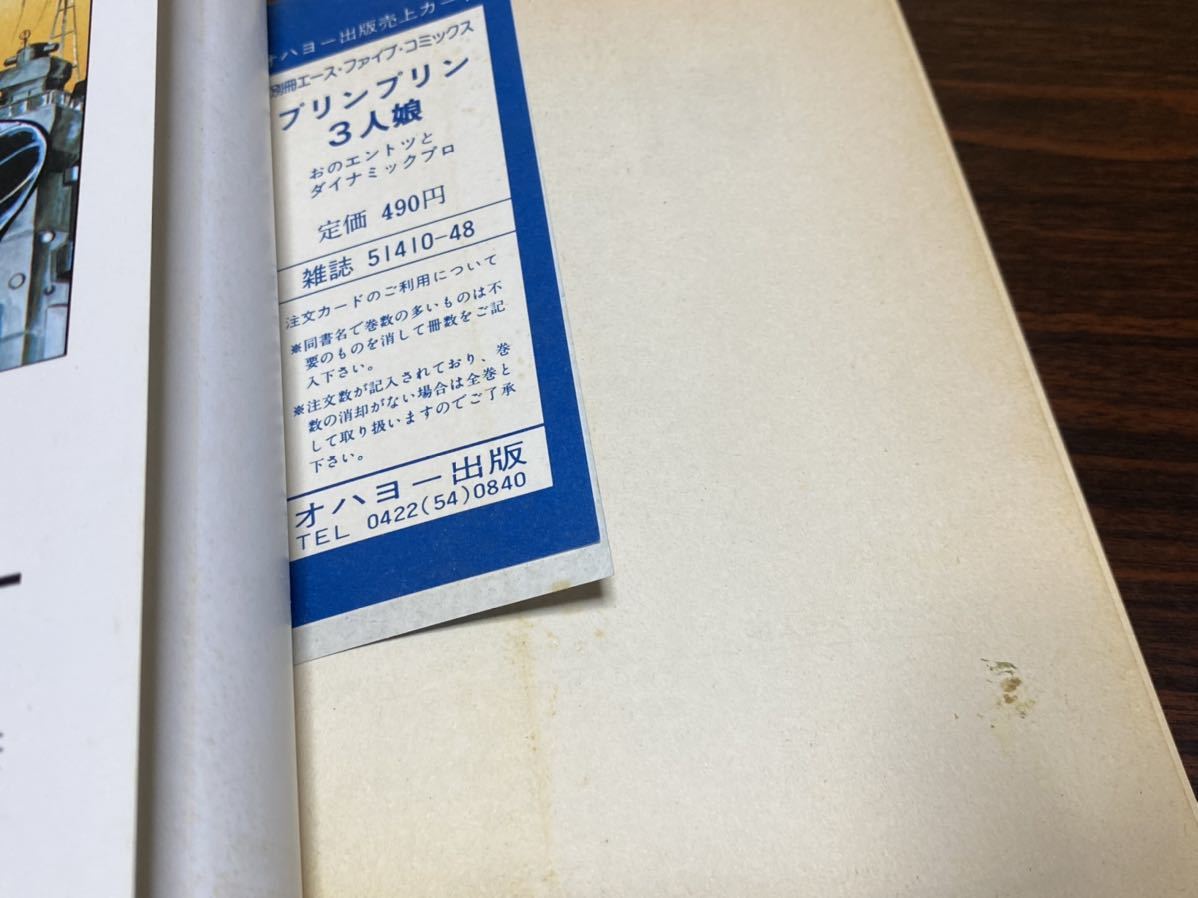 オハヨー出版売上カード
別冊エース・ファイブ・コミックス
プリンプリン
3人娘
おのエントツと
ダイナミックプロ
定価 490円
雑誌 51410-48
注文カードのご利用について
※同書名で巻数の多いものは不
要のものを消して冊数をご記
入下さい。
※注文数が記入されており、巻
数の消却がない場合は全巻と
して取り扱いますのでご了承
下さい。
オハヨー出版
TEL 0422(54)0840